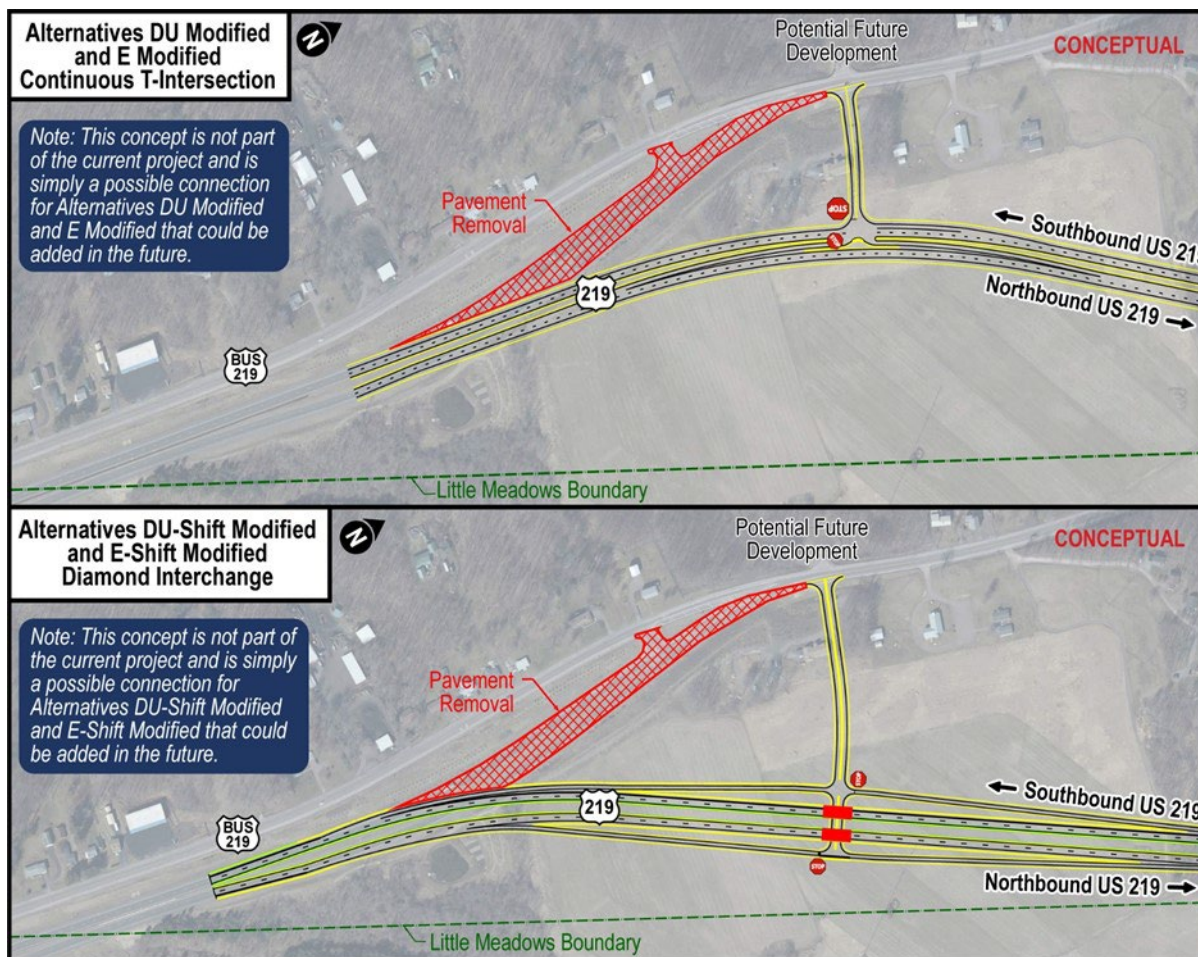 Alternatives DU Modified
and E Modified
Continuous T-Intersection
N
Potential Future
Development
CONCEPTUAL
Note: This concept is not part
of the current project and is
simply a possible connection
for Alternatives DU Modified
and E Modified that could be
added in the future.
Pavement
Removal
STOP
STOP
Southbound US 219
219
Northbound US 219
BUS
219
Little Meadows Boundary
Alternatives DU-Shift Modified
and E-Shift Modified
Diamond Interchange
N
Potential Future
Development
CONCEPTUAL
Note: This concept is not part of
the current project and is simply
a possible connection for
Alternatives DU-Shift Modified
and E-Shift Modified that could
be added in the future.
Pavement
Removal
STOP
Southbound US 219
219
BUS
219
STOP
Northbound US 219
Little Meadows Boundary